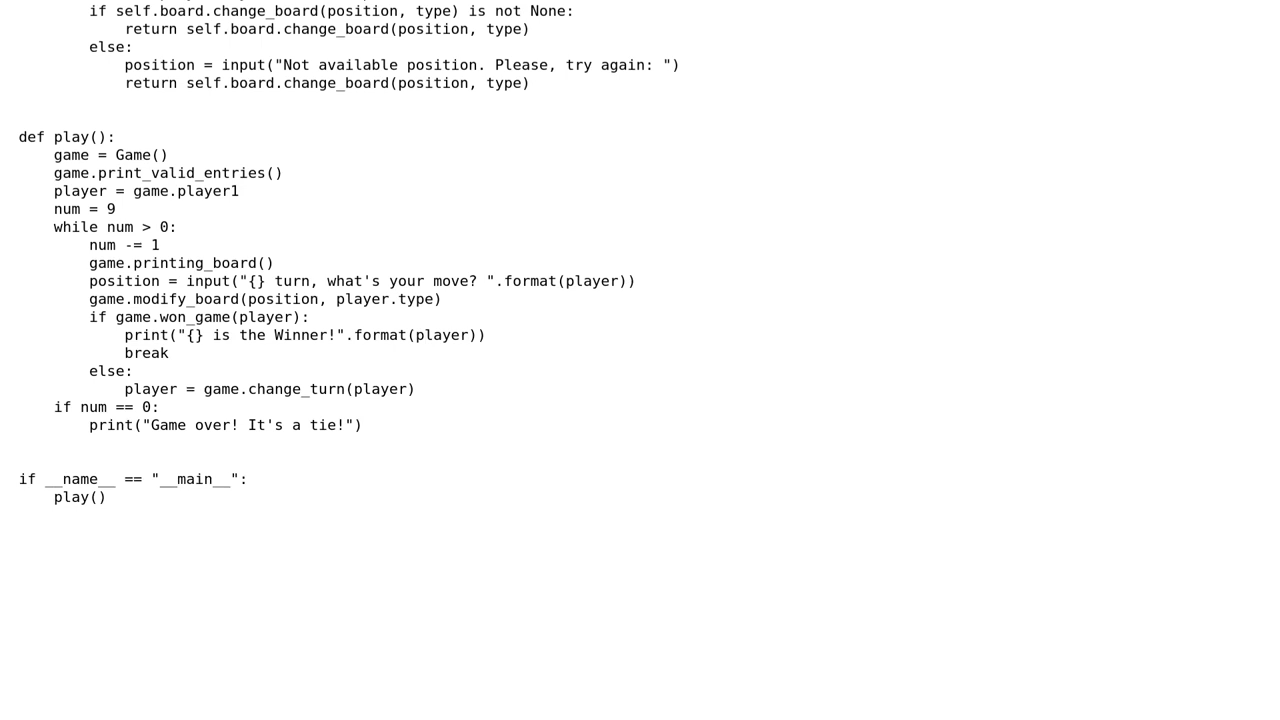 if self.board.change_board(position, type) is not None:
            return self.board.change_board(position, type)
        else:
            position = input("Not available position. Please, try again: ")
            return self.board.change_board(position, type)
def play():
    game = Game()
    game.print_valid_entries()
    player = game.player1
    num = 9
    while num > 0:
        num -= 1
        game.printing_board()
        position = input("{} turn, what's your move? ".format(player))
        game.modify_board(position, player.type)
        if game.won_game(player):
            print("{} is the Winner!".format(player))
            break
        else:
            player = game.change_turn(player)
    if num == 0:
        print("Game over! It's a tie!")
if __name__ == "__main__":
    play()